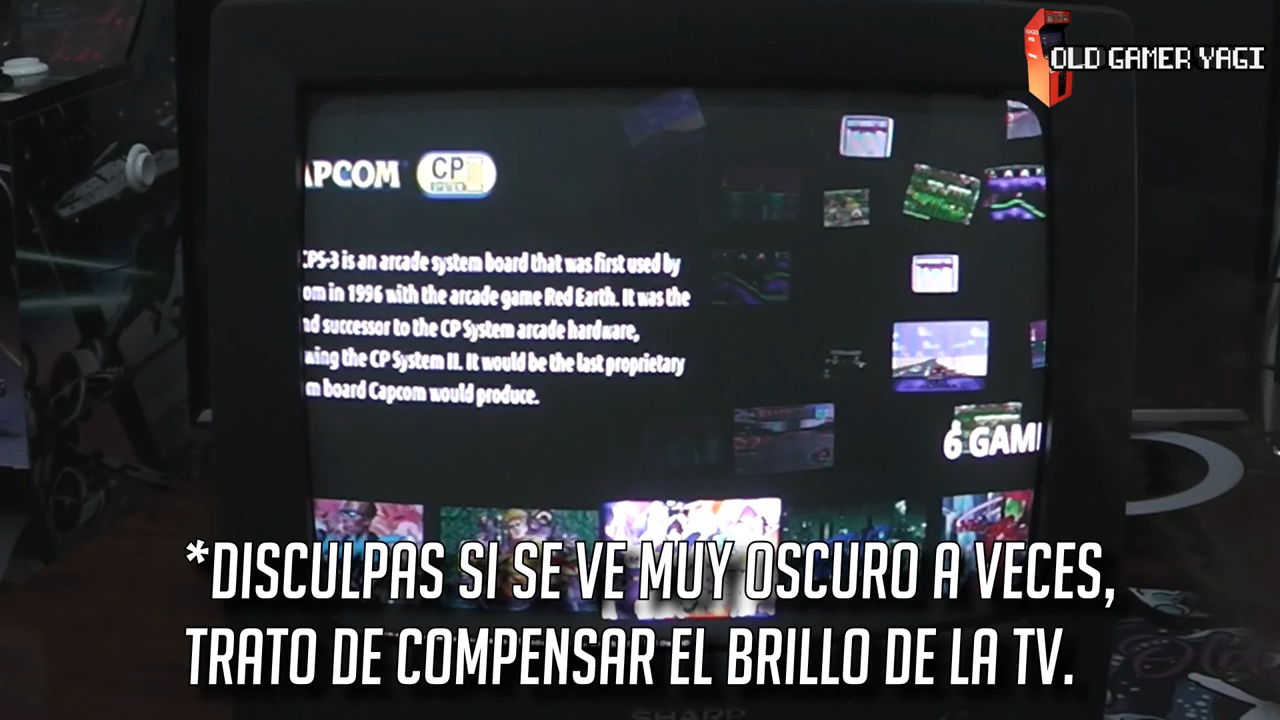 OLD GAMER YAGI
APCOM CP
CPS-3 is an arcade system board that was first used by
om in 1996 with the arcade game Red Earth. It was the
nd successor to the CP System arcade hardware,
wing the CP System II. It would be the last proprietary
m board Capcom would produce.
6 GAM
*DISCULPAS SI SE VE MUY OSCURO A VECES,
TRATO DE COMPENSAR EL BRILLO DE LA TV.
SHARP